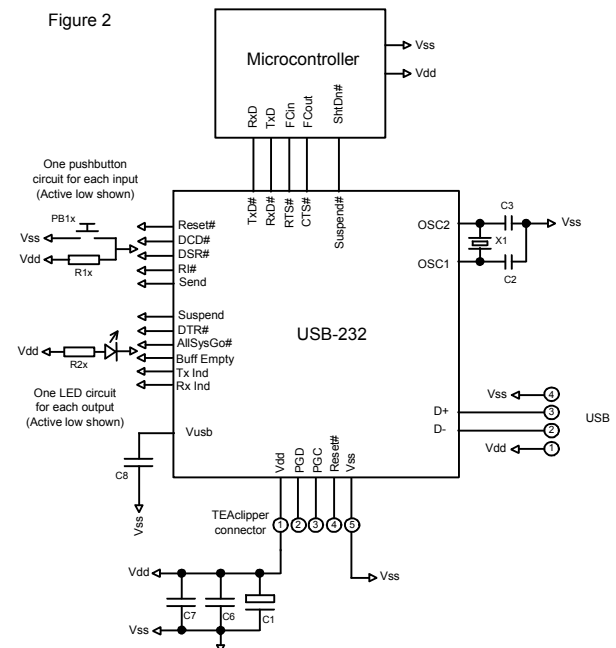 Figure 2
Microcontroller
Vss
Vdd
RxD
TxD
FCin
FCout
ShtDn#
One pushbutton
circuit for each input
(Active low shown)
PB1x
Vss
Vdd
R1x
TxD#
RxD#
RTS#
CTS#
Suspend#
Reset#
DCD#
DSR#
RI#
Send
OSC2
OSC1
C3
X1
C2
Vss
Suspend
DTR#
AllSysGo#
Buff Empty
Tx Ind
Rx Ind
USB-232
Vdd
R2x
One LED circuit
for each output
(Active low shown)
Vusb
C8
Vss
D+
D-
Vss
4
3
2
Vdd
1
USB
Vdd
PGD
PGC
Reset#
Vss
TEAclipper
connector
1
2
3
4
5
Vss
Vdd
C7
C6
C1
Vss